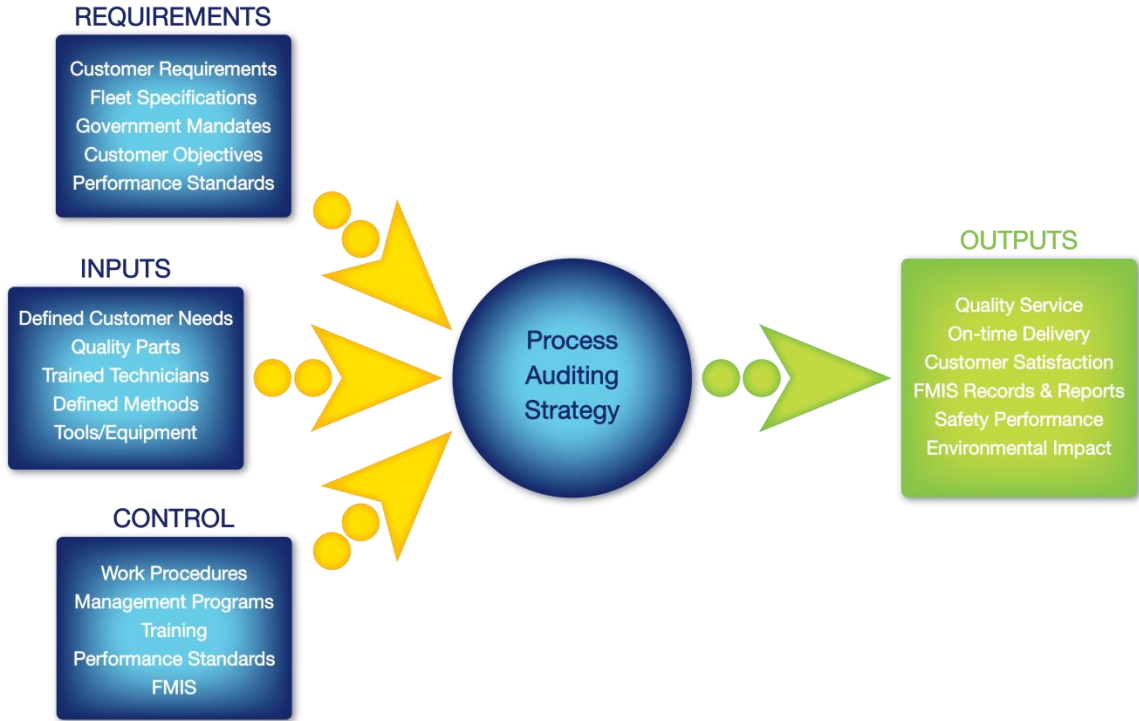 REQUIREMENTS
Customer Requirements
Fleet Specifications
Government Mandates
Customer Objectives
Performance Standards
INPUTS
Defined Customer Needs
Quality Parts
Trained Technicians
Defined Methods
Tools/Equipment
CONTROL
Work Procedures
Management Programs
Training
Performance Standards
FMIS
Process
Auditing
Strategy
OUTPUTS
Quality Service
On-time Delivery
Customer Satisfaction
FMIS Records & Reports
Safety Performance
Environmental Impact